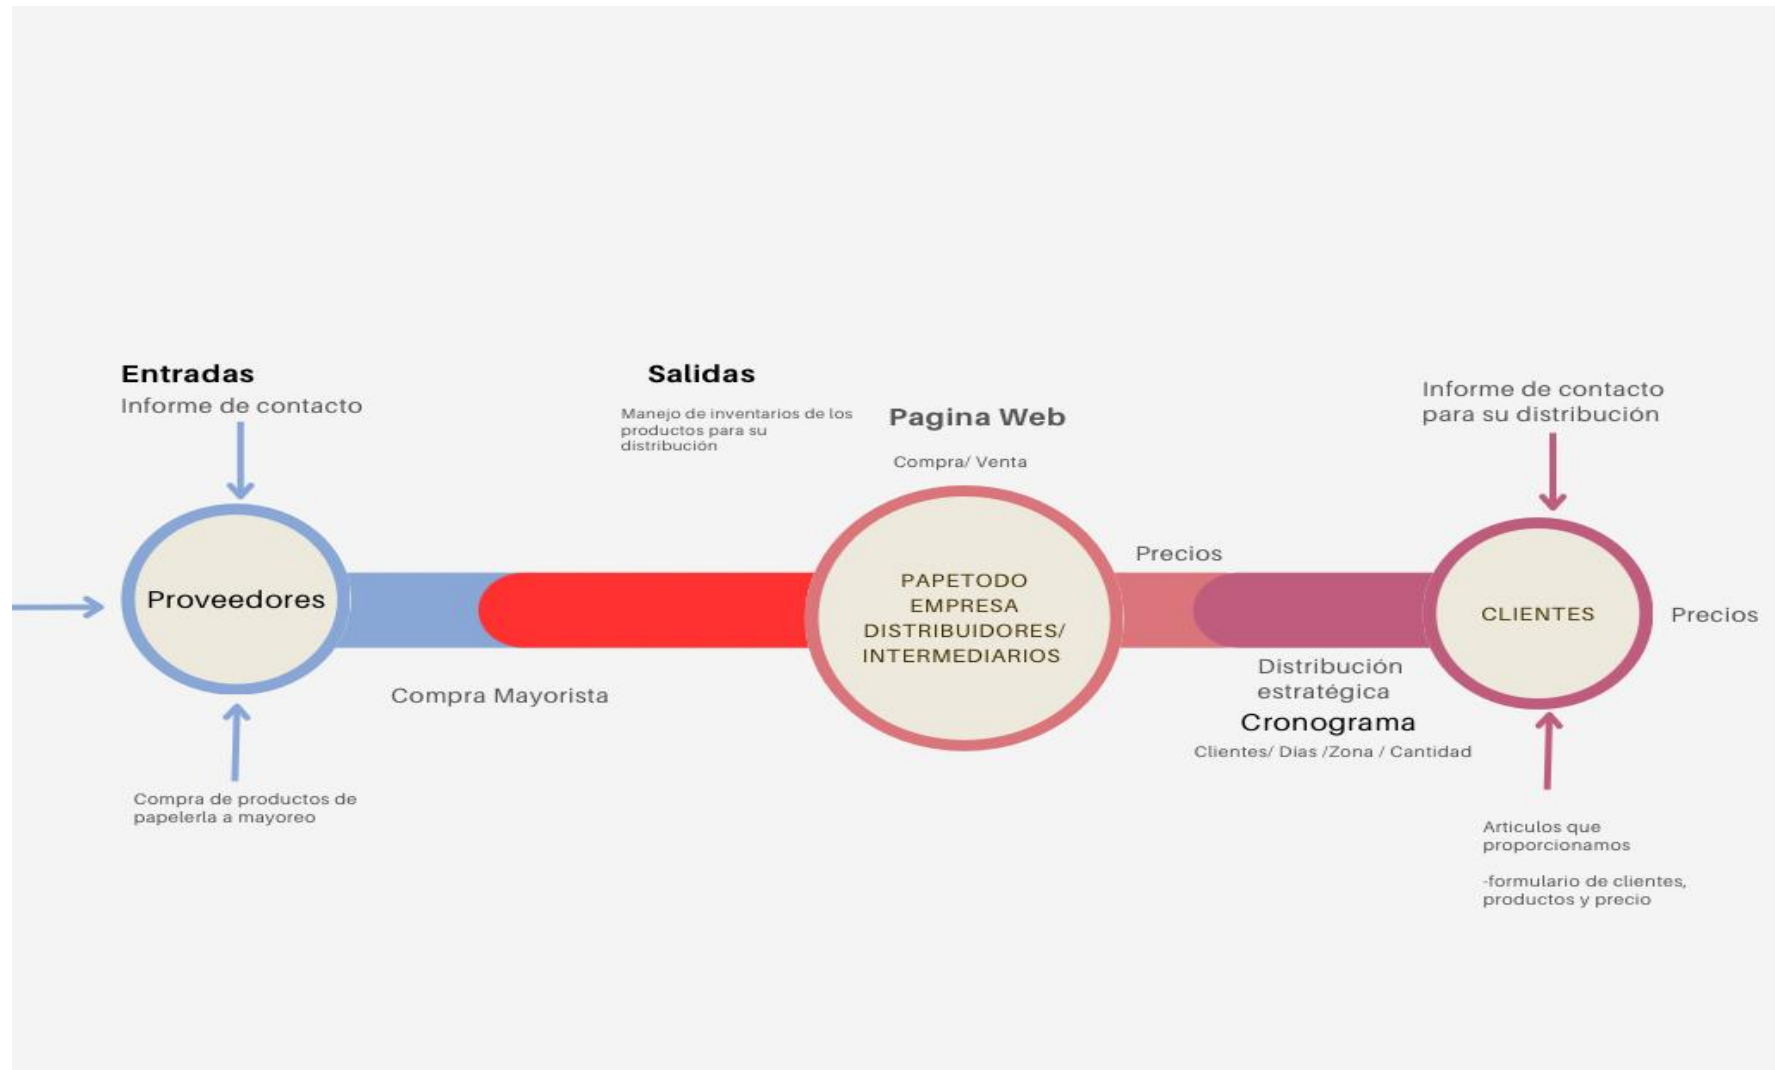 Entradas
Informe de contacto
Proveedores
Compra de productos de
papelerIa a mayoreo
Compra Mayorista
Salidas
Manejo de inventarios de los
productos para su
distribución
Pagina Web
Compra/ Venta
PAPETODO
EMPRESA
DISTRIBUIDORES/
INTERMEDIARIOS
Precios
Distribución
estratégica
Cronograma
Clientes/ Dias /Zona / Cantidad
Informe de contacto
para su distribución
CLIENTES
Precios
Articulos que
proporcionamos
-formulario de clientes,
productos y precio